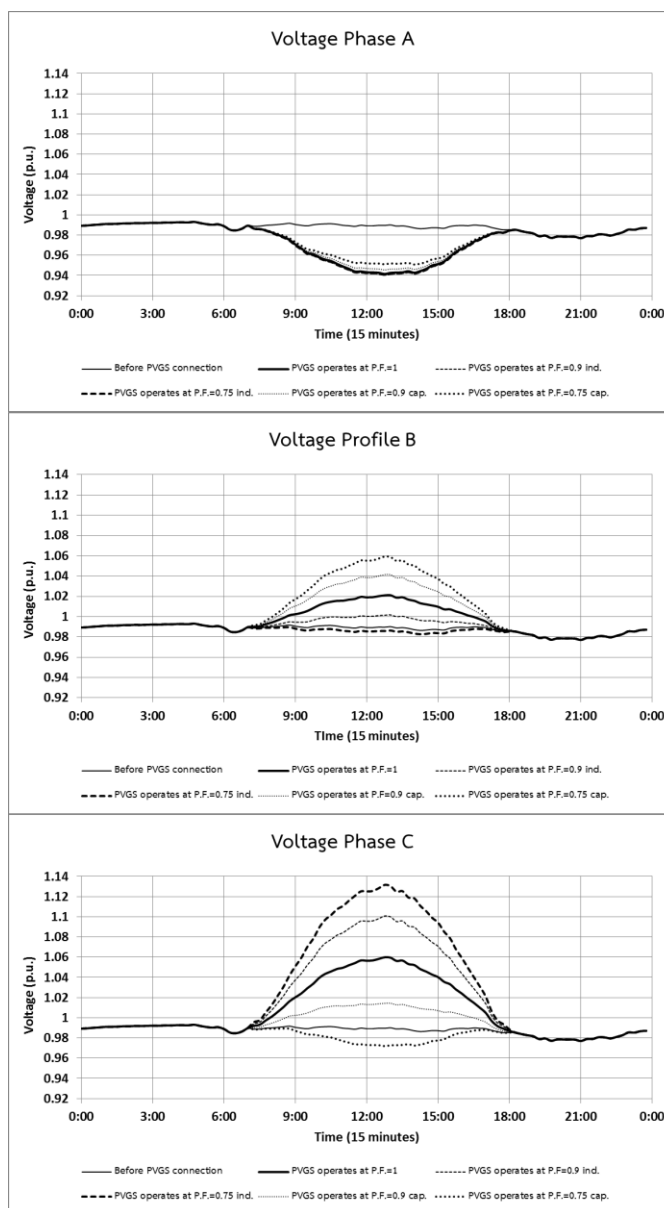 Voltage Phase A
1.14
1.12
1.1
1.08
1.06
1.04
1.02
1
0.98
0.96
0.94
0.92
Voltage (p.u.)
0:00 3:00 6:00 9:00 12:00 15:00 18:00 21:00 0:00
Time (15 minutes)
Before PVGS connection PVGS operates at P.F.=1 PVGS operates at P.F.=0.9 ind.
PVGS operates at P.F.=0.75 ind. PVGS operates at P.F.=0.9 cap. PVGS operates at P.F.=0.75 cap.
Voltage Profile B
1.14
1.12
1.1
1.08
1.06
1.04
1.02
1
0.98
0.96
0.94
0.92
Voltage (p.u.)
0:00 3:00 6:00 9:00 12:00 15:00 18:00 21:00 0:00
TIme (15 minutes)
Before PVGS connection PVGS operates at P.F.=1 PVGS operates at P.F.=0.9 ind.
PVGS operates at P.F.=0.75 ind. PVGS operates at P.F=0.9 cap. PVGS operates at P.F.=0.75 cap.
Voltage Phase C
1.14
1.12
1.1
1.08
1.06
1.04
1.02
1
0.98
0.96
0.94
0.92
Voltage (p.u.)
0:00 3:00 6:00 9:00 12:00 15:00 18:00 21:00 0:00
Time (15 minutes)
Before PVGS connection PVGS operates at P.F.=1 PVGS operates at P.F=0.9 ind.
PVGS operates at P.F.=0.75 ind. PVGS operates at P.F.=0.9 cap. PVGS operates at P.F.=0.75 cap.